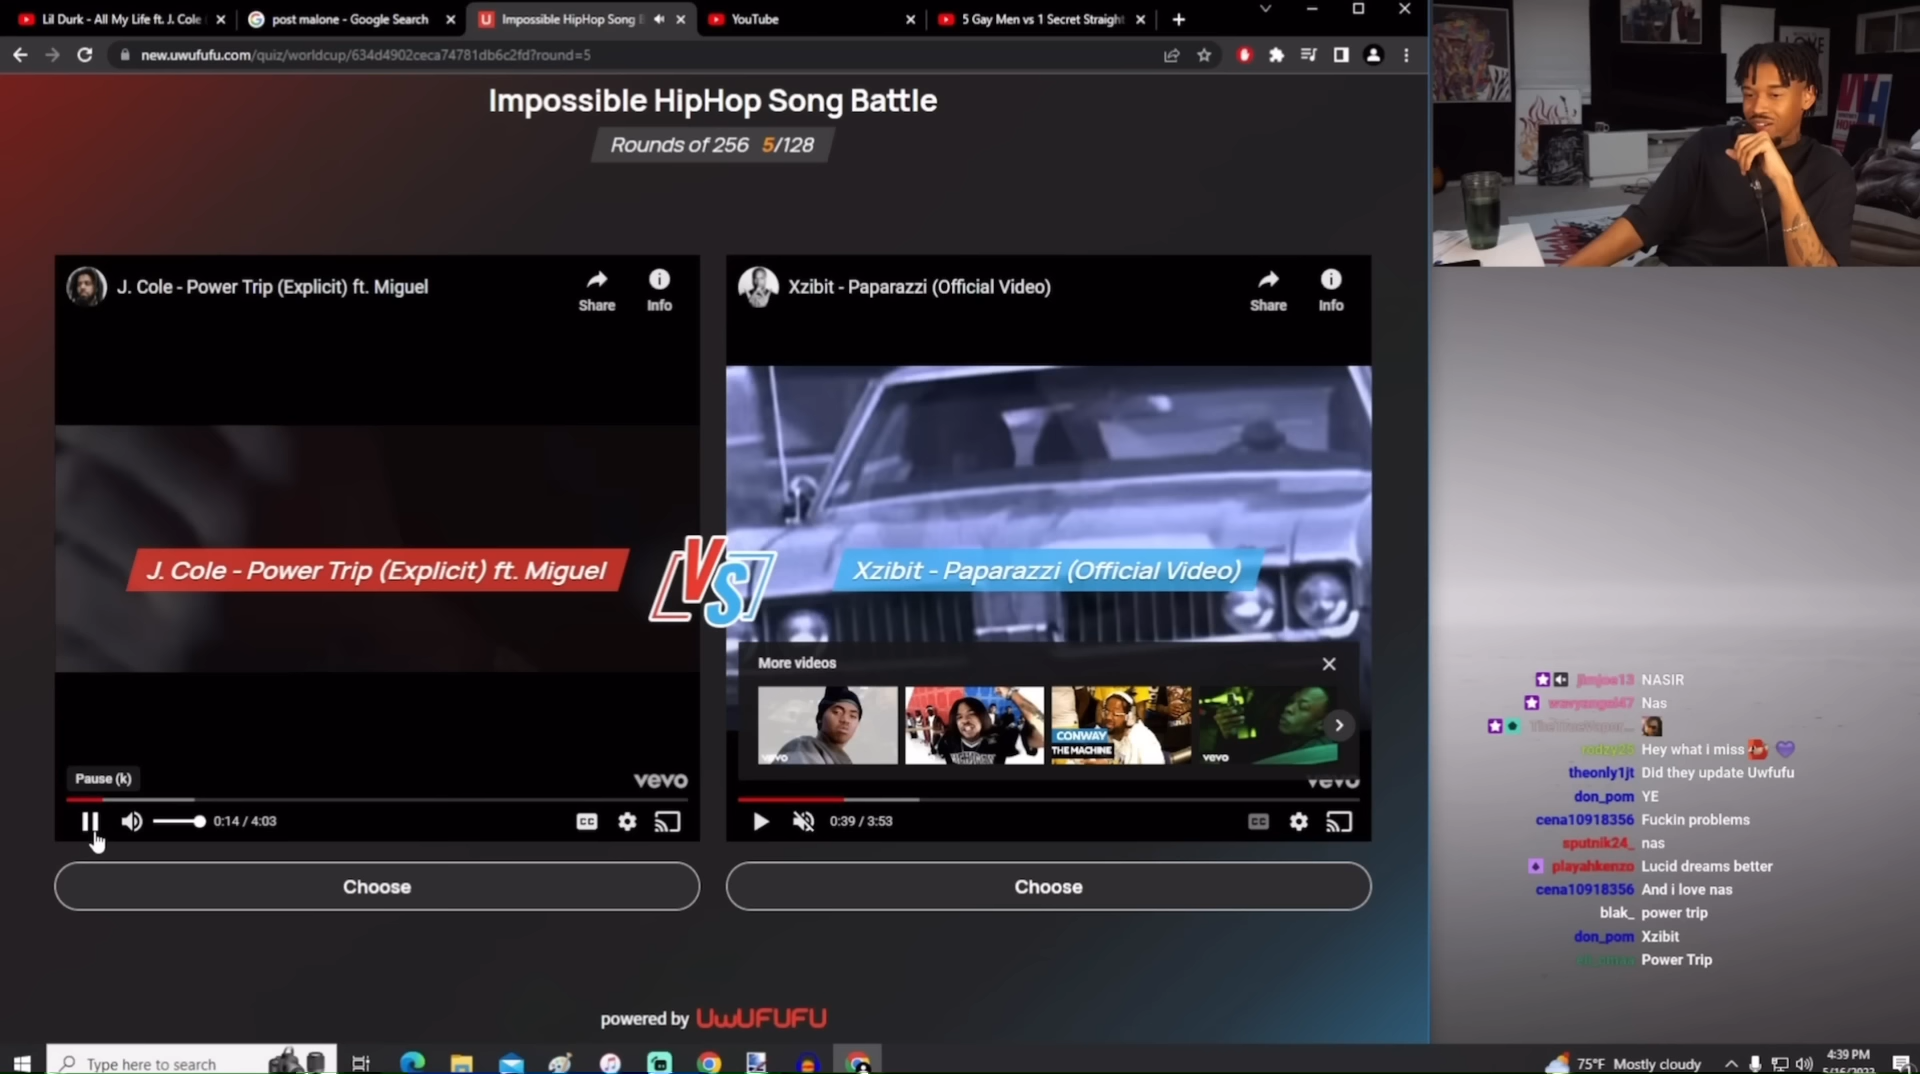 Lil Durk - All My Life ft. J. Cole
post malone - Google Search
Impossible HipHop Song
YouTube
5 Gay Men vs 1 Secret Straight
new.uwufufu.com/quiz/worldcup/634d4902ceca74781db6c2fd?round=5
Impossible HipHop Song Battle
Rounds of 256 5/128
J. Cole - Power Trip (Explicit) ft. Miguel
Share
Info
Xzibit - Paparazzi (Official Video)
Share
Info
J. Cole - Power Trip (Explicit) ft. Miguel
VS
Xzibit - Paparazzi (Official Video)
More videos
vevo
CONWAY
THE MACHINE
vevo
Pause (k)
vevo
vevo
0:14 / 4:03
CC
0:39 / 3:53
CC
Choose
Choose
powered by UwUFUFU
jimjoe13 NASIR
Nas
Hey what i miss
theonly1jt Did they update Uwfufu
don_pom YE
cena10918356 Fuckin problems
sputnik24_ nas
playahkenzo Lucid dreams better
cena10918356 And i love nas
blak_ power trip
don_pom Xzibit
Power Trip
Type here to search
75°F Mostly cloudy
4:39 PM